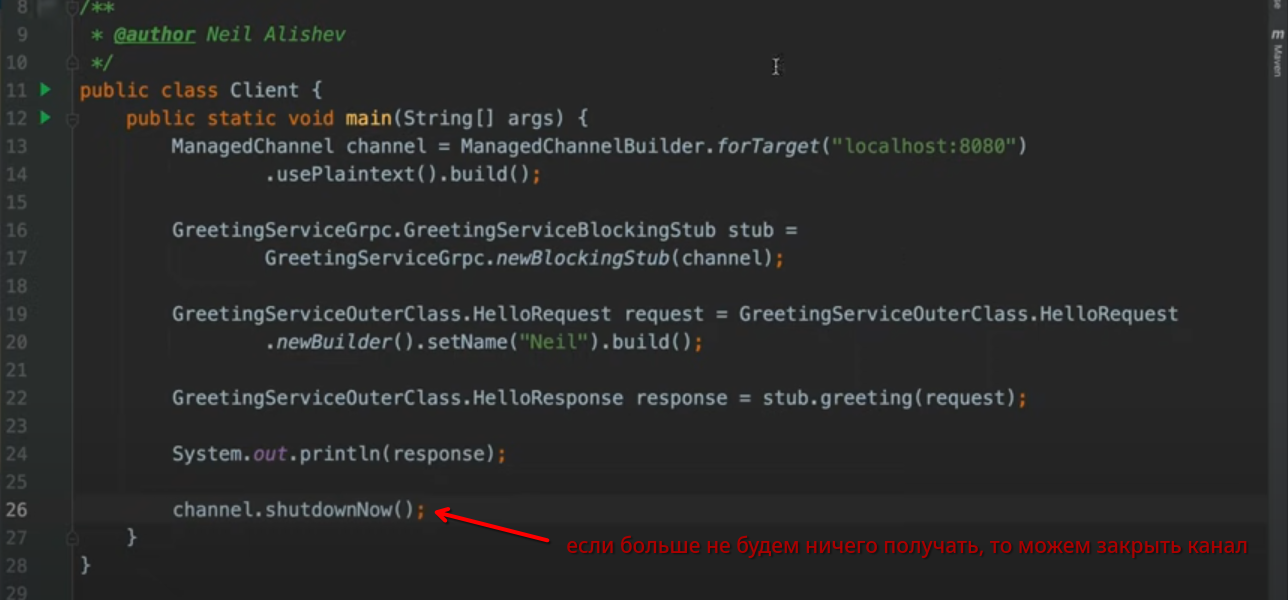 8 /**
9 * @author Neil Alishev
10 */
11 public class Client {
12 public static void main(String[] args) {
13 ManagedChannel channel = ManagedChannelBuilder.forTarget("localhost:8080")
14 .usePlaintext().build();
15
16 GreetingServiceGrpc.GreetingServiceBlockingStub stub =
17 GreetingServiceGrpc.newBlockingStub(channel);
18
19 GreetingServiceOuterClass.HelloRequest request = GreetingServiceOuterClass.HelloRequest
20 .newBuilder().setName("Neil").build();
21
22 GreetingServiceOuterClass.HelloResponse response = stub.greeting(request);
23
24 System.out.println(response);
25
26 channel.shutdownNow();
если больше не будем ничего получать, то можем закрыть канал
27 }
28 }
29
m Maven